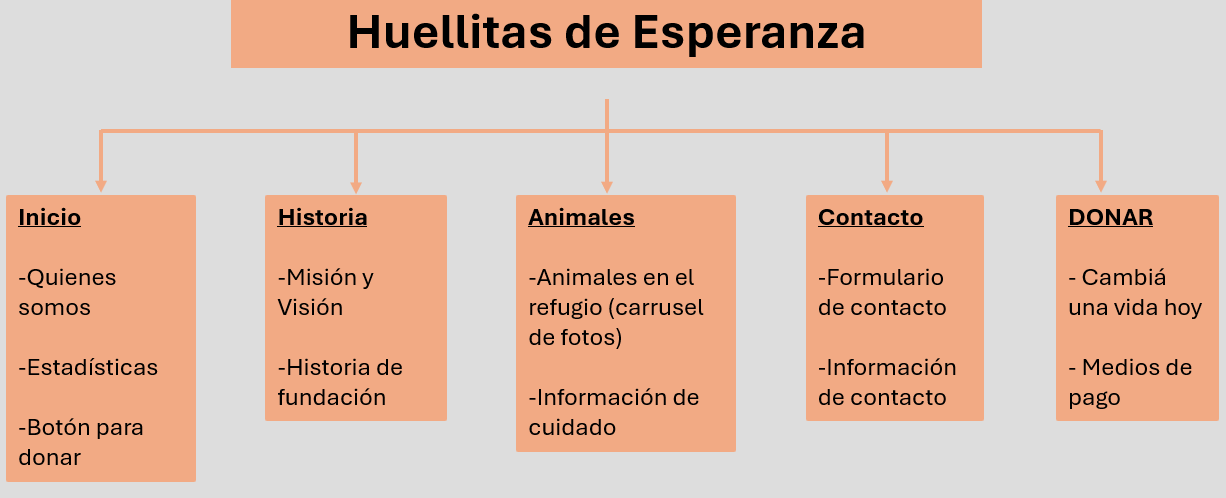 Huellitas de Esperanza
Inicio
-Quienes
somos
-Estadísticas
-Botón para
donar
Historia
-Misión y
Visión
-Historia de
fundación
Animales
-Animales en el
refugio (carrusel
de fotos)
-Información de
cuidado
Contacto
-Formulario
de contacto
-Información
de contacto
DONAR
- Cambiá
una vida hoy
- Medios de
pago